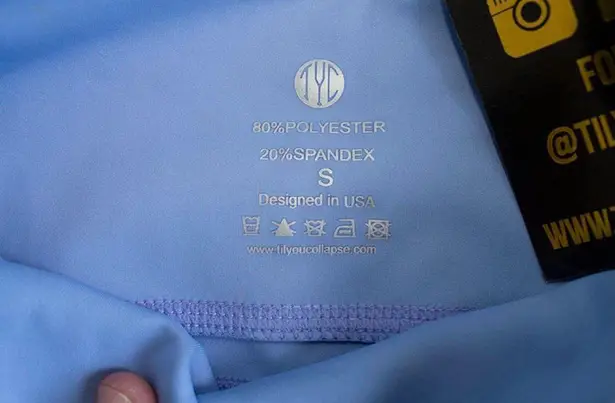 TYC
80%POLYESTER
20%SPANDEX
S
Designed in USA
www.tilyoucollapse.com
FO
@TIL
WWW.